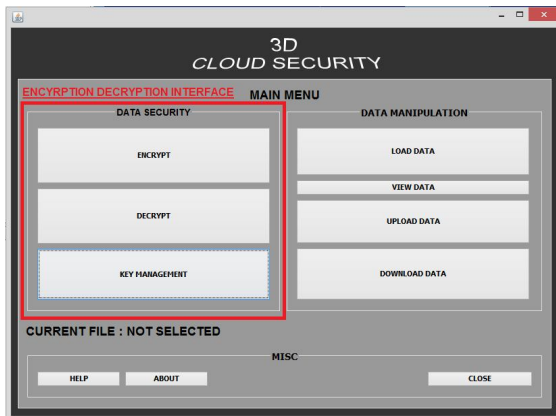 3D
CLOUD SECURITY
ENCYRPTION DECRYPTION INTERFACE
MAIN MENU
DATA SECURITY
ENCRYPT
DECRYPT
KEY MANAGEMENT
DATA MANIPULATION
LOAD DATA
VIEW DATA
UPLOAD DATA
DOWNLOAD DATA
CURRENT FILE : NOT SELECTED
MISC
HELP
ABOUT
CLOSE